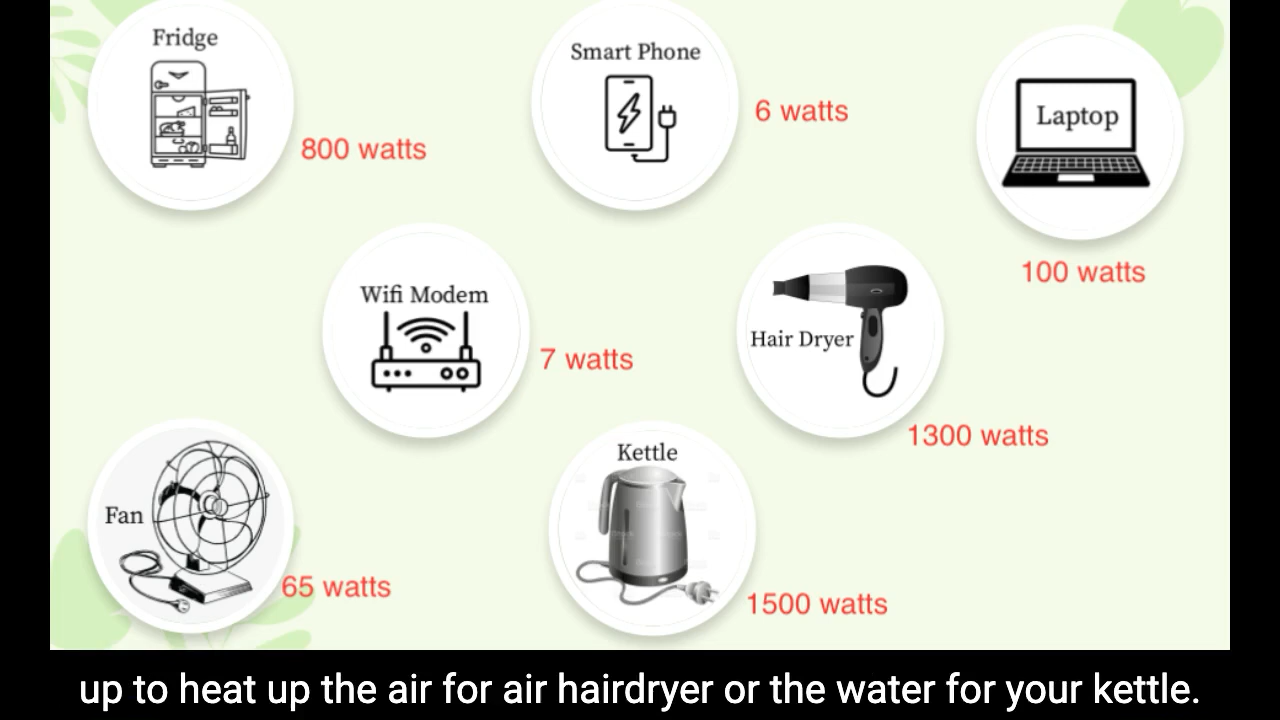 Fridge
800 watts
Smart Phone
6 watts
Laptop
100 watts
Wifi Modem
7 watts
Hair Dryer
1300 watts
Fan
65 watts
Kettle
1500 watts
up to heat up the air for air hairdryer or the water for your kettle.